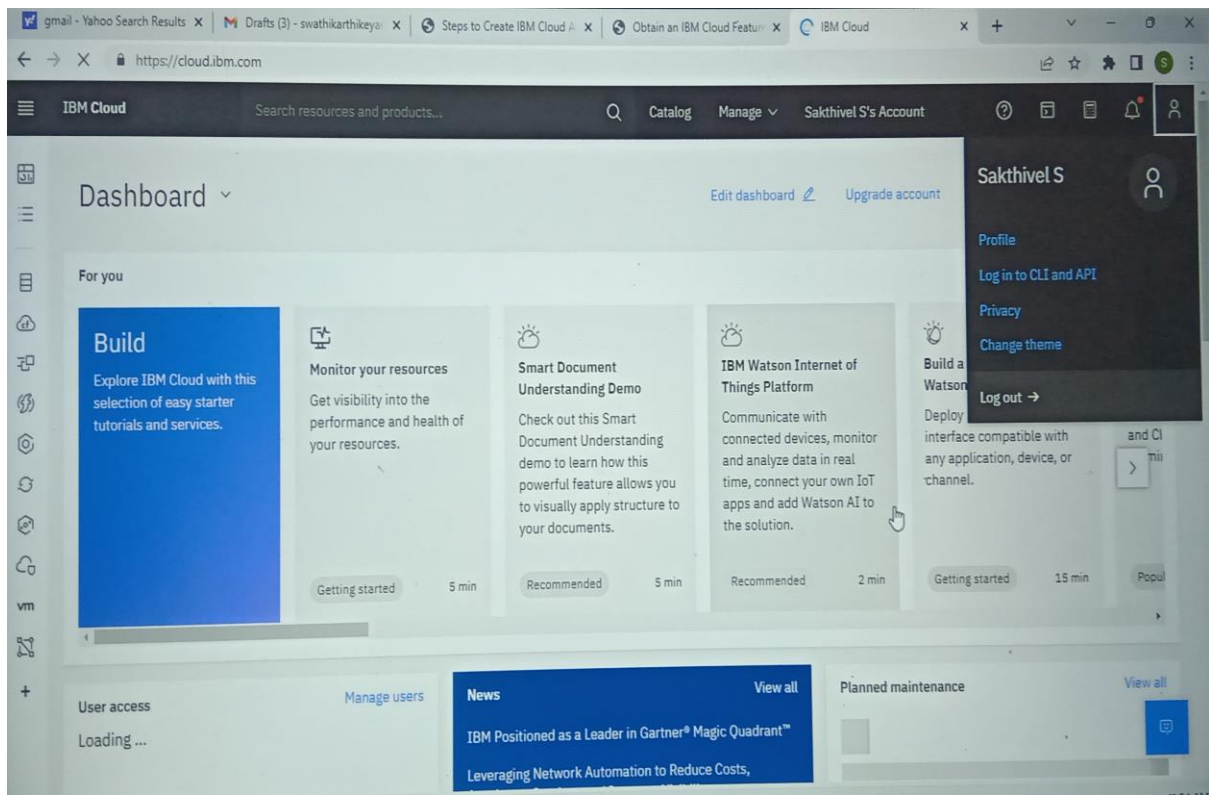 gmail - Yahoo Search Results
Drafts (3) - swathikarthikeya
Steps to Create IBM Cloud A
Obtain an IBM Cloud Featur
IBM Cloud
https://cloud.ibm.com
S
IBM Cloud
Search resources and products...
Catalog
Manage
Sakthivel S's Account
Sakthivel S
Profile
Log in to CLI and API
Privacy
Change theme
Log out →
Dashboard
Edit dashboard
Upgrade account
For you
Build
Explore IBM Cloud with this
selection of easy starter
tutorials and services.
Monitor your resources
Get visibility into the
performance and health of
your resources.
Getting started
5 min
Smart Document
Understanding Demo
Check out this Smart
Document Understanding
demo to learn how this
powerful feature allows you
to visually apply structure to
your documents.
Recommended
5 min
IBM Watson Internet of
Things Platform
Communicate with
connected devices, monitor
and analyze data in real
time, connect your own IoT
apps and add Watson AI to
the solution.
Recommended
2 min
Build a
Watson
Deploy
interface compatible with
any application, device, or
channel.
Getting started
15 min
and Cl
min
Popul
vm
User access
Manage users
Loading ...
News
View all
IBM Positioned as a Leader in Gartner® Magic Quadrant™
Leveraging Network Automation to Reduce Costs,
Planned maintenance
View all